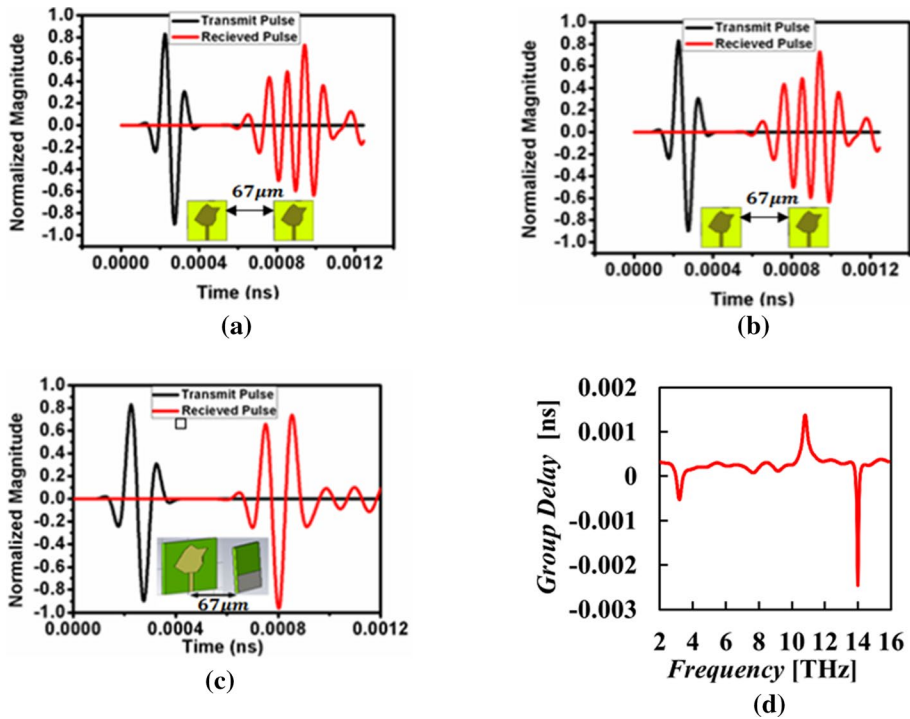 Transmit Pulse
Recieved Pulse
Normalized Magnitude
1.0
0.8
0.6
0.4
0.2
0.0
-0.2
-0.4
-0.6
-0.8
-1.0
67μm
0.0000 0.0004 0.0008 0.0012
Time (ns)
(a)
Transmit Pulse
Recieved Pulse
Normalized Magnitude
1.0
0.8
0.6
0.4
0.2
0.0
-0.2
-0.4
-0.6
-0.8
-1.0
67μm
0.0000 0.0004 0.0008 0.0012
Time (ns)
(b)
Transmit Pulse
Recieved Pulse
Normalized Magnitude
1.0
0.8
0.6
0.4
0.2
0.0
-0.2
-0.4
-0.6
-0.8
-1.0
67μm
0.0000 0.0004 0.0008 0.0012
Time (ns)
(c)
Group Delay [ns]
0.002
0.001
0
-0.001
-0.002
-0.003
2 4 6 8 10 12 14 16
Frequency [THz]
(d)